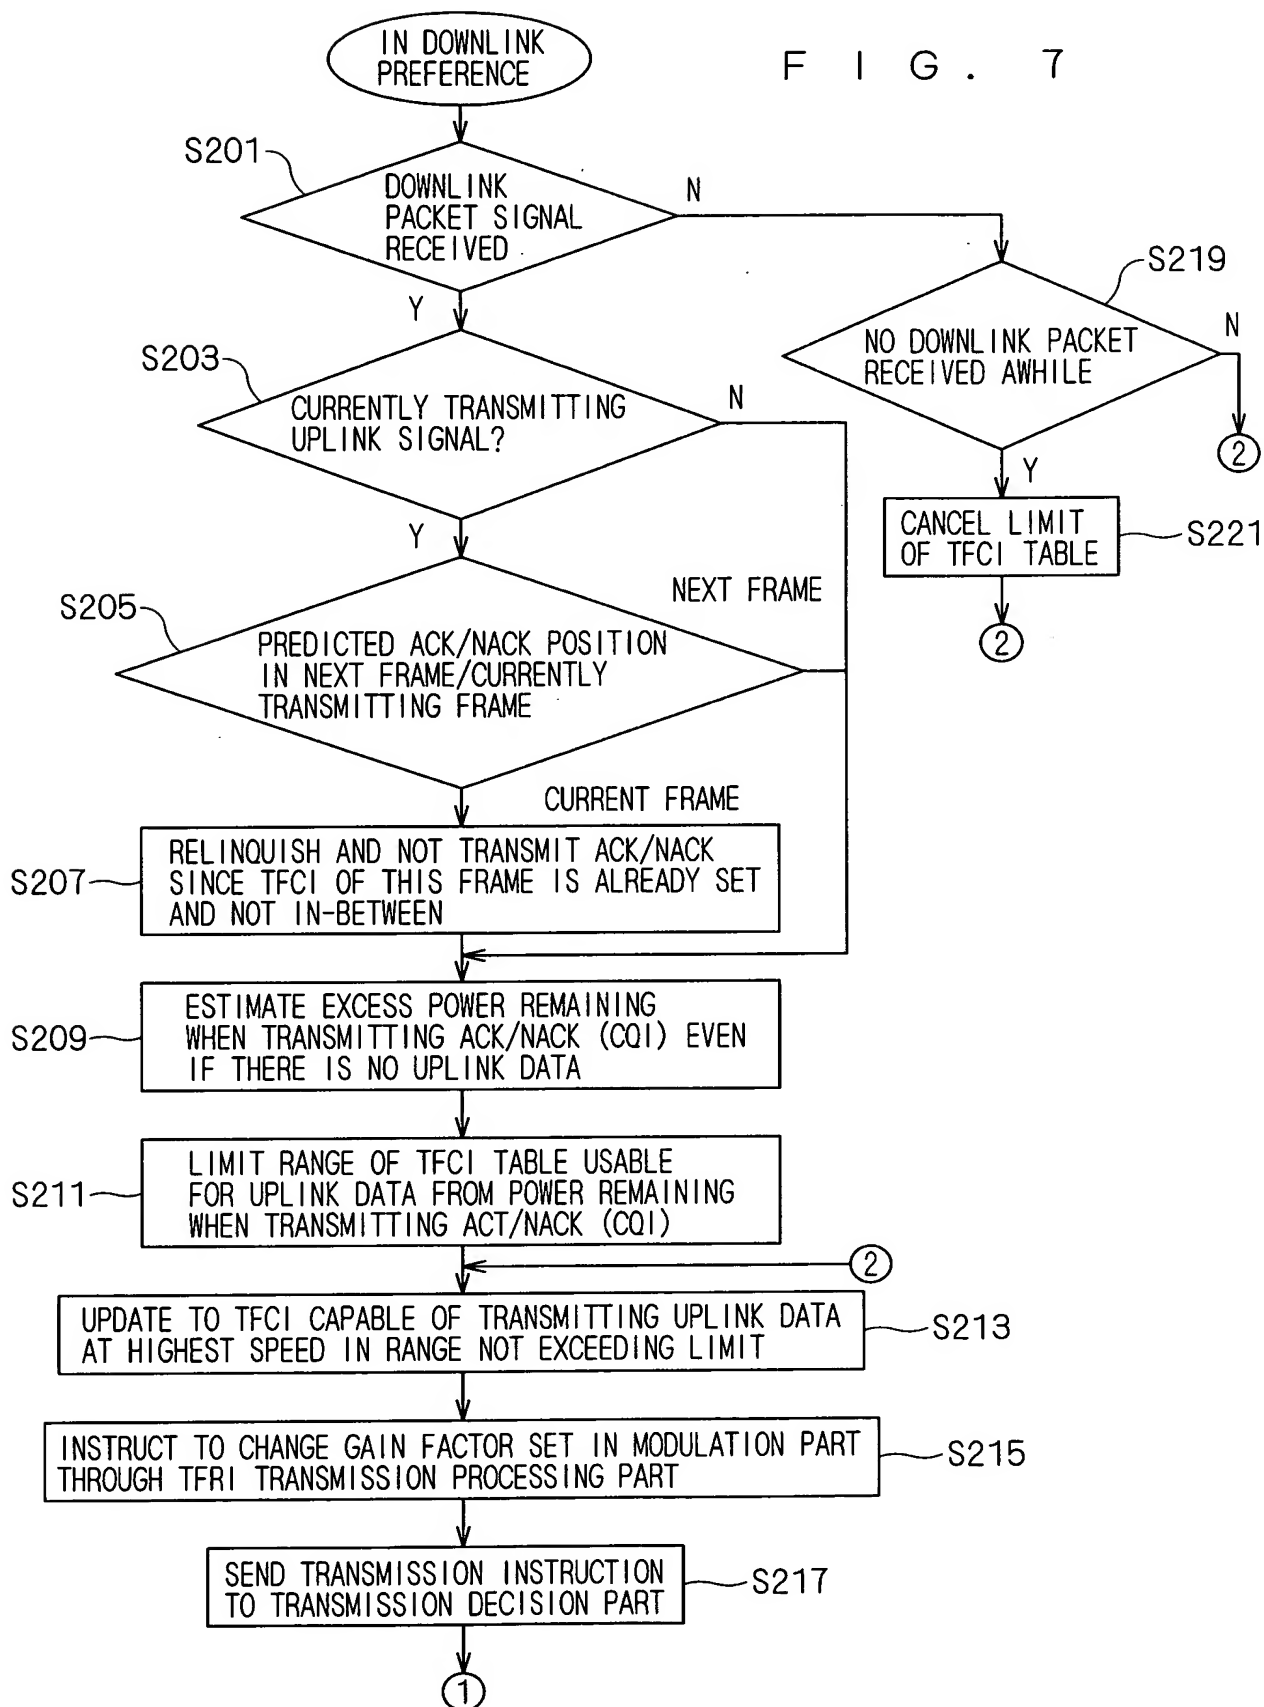 IN DOWNLINK
PREFERENCE
F I G . 7
S201
DOWNLINK
PACKET SIGNAL
RECEIVED
N
Y
S219
NO DOWNLINK PACKET
RECEIVED AWHILE
N
2
Y
CANCEL LIMIT
OF TFCI TABLE
S221
2
S203
CURRENTLY TRANSMITTING
UPLINK SIGNAL?
N
Y
S205
PREDICTED ACK/NACK POSITION
IN NEXT FRAME/CURRENTLY
TRANSMITTING FRAME
NEXT FRAME
CURRENT FRAME
S207
RELINQUISH AND NOT TRANSMIT ACK/NACK
SINCE TFCI OF THIS FRAME IS ALREADY SET
AND NOT IN-BETWEEN
S209
ESTIMATE EXCESS POWER REMAINING
WHEN TRANSMITTING ACK/NACK (CQI) EVEN
IF THERE IS NO UPLINK DATA
S211
LIMIT RANGE OF TFCI TABLE USABLE
FOR UPLINK DATA FROM POWER REMAINING
WHEN TRANSMITTING ACT/NACK (CQI)
2
UPDATE TO TFCI CAPABLE OF TRANSMITTING UPLINK DATA
AT HIGHEST SPEED IN RANGE NOT EXCEEDING LIMIT
S213
INSTRUCT TO CHANGE GAIN FACTOR SET IN MODULATION PART
THROUGH TFRI TRANSMISSION PROCESSING PART
S215
SEND TRANSMISSION INSTRUCTION
TO TRANSMISSION DECISION PART
S217
1